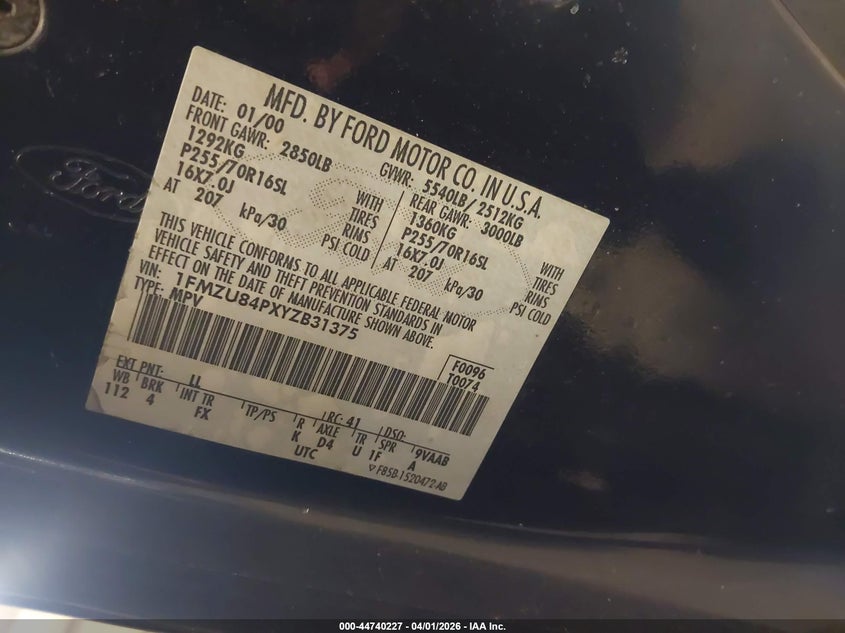 Ford
MFD. BY FORD MOTOR CO. IN U.S.A.
DATE: 01/00 GVWR: 5540LB/ 2512KG
FRONT GAWR: 2850LB REAR GAWR: 3000LB
1292KG WITH 1360KG WITH
P255/70R16SL TIRES P255/70R16SL TIRES
16X7.0J RIMS 16X7.0J RIMS
AT 207 kPa/30 PSI COLD AT 207 kPa/30 PSI COLD
THIS VEHICLE CONFORMS TO ALL APPLICABLE FEDERAL MOTOR
VEHICLE SAFETY AND THEFT PREVENTION STANDARDS IN
EFFECT ON THE DATE OF MANUFACTURE SHOWN ABOVE.
VIN: 1FMZU84PXYZB31375
TYPE: MPV
F0096
T0074
EXT PNT: LL RC: 41 DSO:
WB BRK INT TR TP/PS R AXLE TR SPR 9VAAB
112 4 FX K D4 U 1F A
UTC
F85B-1520472-AB
000-44740227 - 04/01/2026 - IAA Inc.